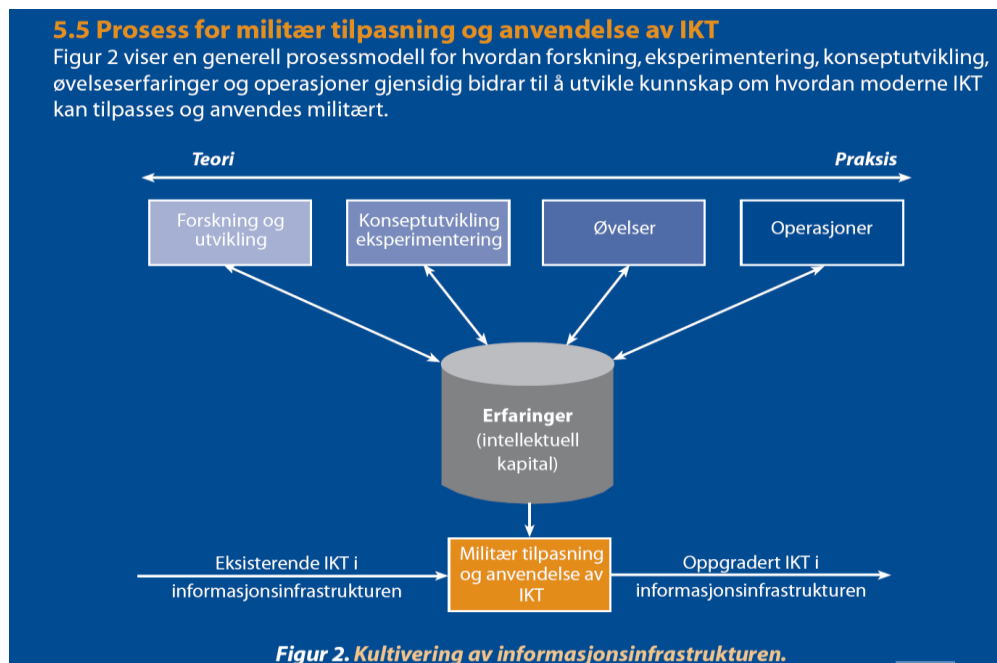 5.5 Prosess for militær tilpasning og anvendelse av IKT
Figur 2 viser en generell prosessmodell for hvordan forskning, eksperimentering, konseptutvikling,
øvelseserfaringer og operasjoner gjensidig bidrar til å utvikle kunnskap om hvordan moderne IKT
kan tilpasses og anvendes militært.
Teori
Praksis
Forskning og
utvikling
Konseptutvikling
eksperimentering
Øvelser
Operasjoner
Erfaringer
(intellektuell
kapital)
Eksisterende IKT i
informasjonsinfrastrukturen
Militær tilpasning
og anvendelse av
IKT
Oppgradert IKT i
informasjonsinfrastrukturen
Figur 2. Kultivering av informasjonsinfrastrukturen.